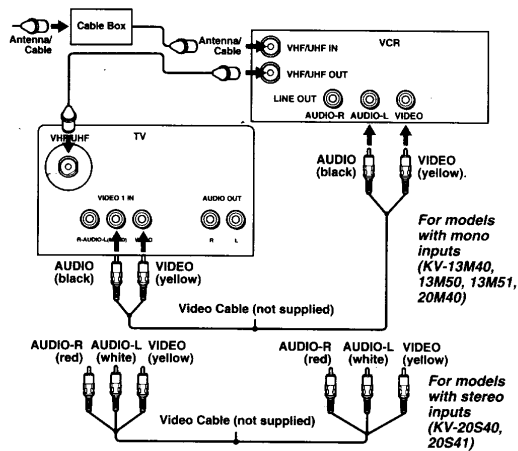 Antenna/
Cable
Cable Box
Antenna/
Cable
VHF/UHF IN
VCR
VHF/UHF OUT
LINE OUT
AUDIO-R AUDIO-L VIDEO
VHF/UHF
TV
VIDEO 1 IN
AUDIO OUT
R-AUDIO-L(MONO) VIDEO
R L
AUDIO
(black)
VIDEO
(yellow).
AUDIO
(black)
VIDEO
(yellow)
For models
with mono
inputs
(KV-13M40,
13M50, 13M51,
20M40)
Video Cable (not supplied)
AUDIO-R AUDIO-L VIDEO
(red) (white) (yellow)
AUDIO-R AUDIO-L VIDEO
(red) (white) (yellow)
Video Cable (not supplied)
For models
with stereo
inputs
(KV-20S40,
20S41)